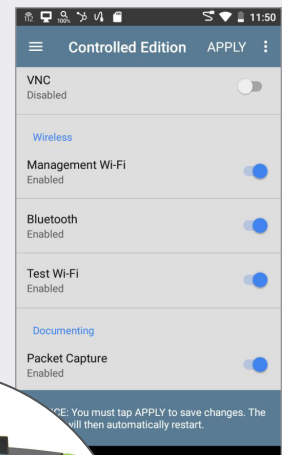 100%
11:50
Controlled Edition APPLY
VNC
Disabled
Wireless
Management Wi-Fi
Enabled
Bluetooth
Enabled
Test Wi-Fi
Enabled
Documenting
Packet Capture
Enabled
CE: You must tap APPLY to save changes. The
will then automatically restart.